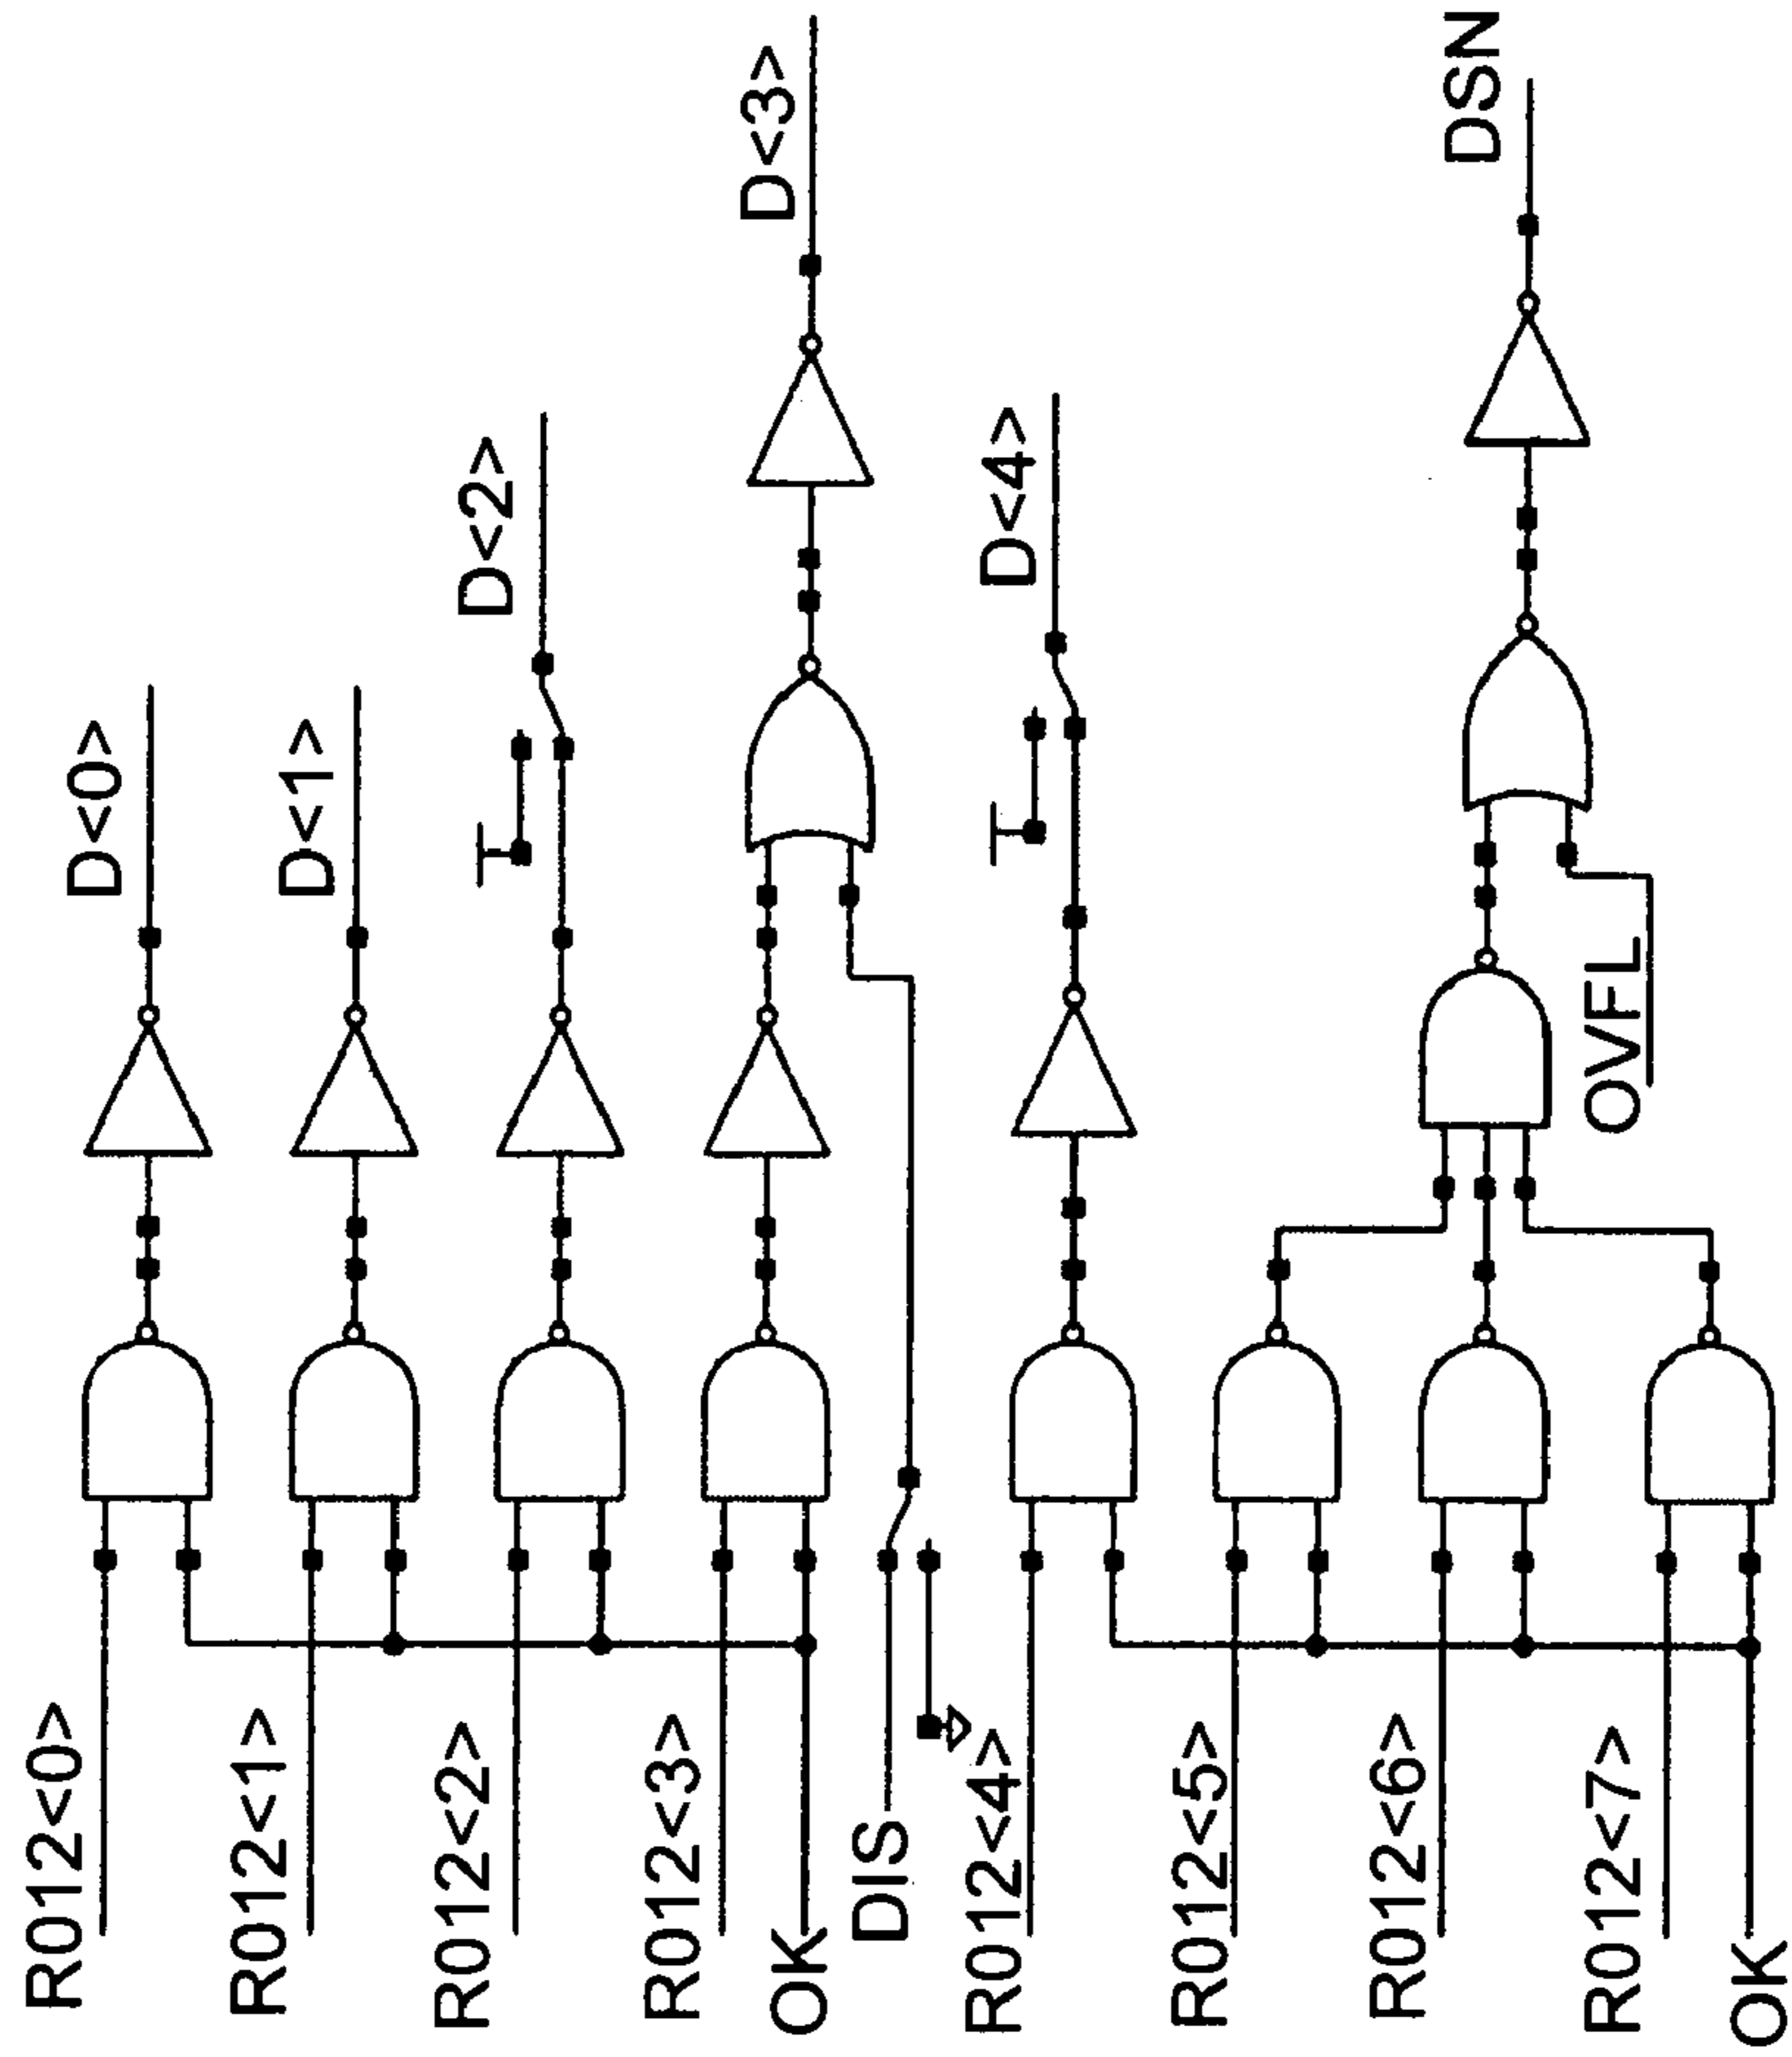 R012<0>
D<0>
R012<1>
D<1>
R012<2>
D<2>
R012<3>
D<3>
OK
DIS
R012<4>
D<4>
R012<5>
R012<6>
DSN
R012<7>
OVFL
OK